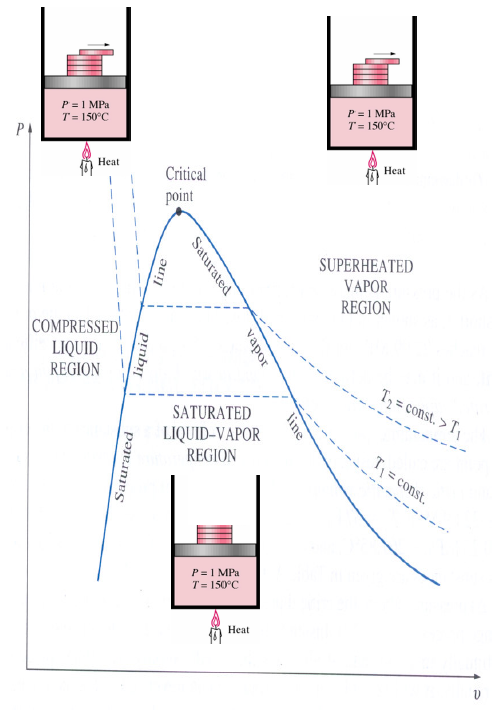 P = 1 MPa
T = 150°C
Heat
P = 1 MPa
T = 150°C
Heat
P
Critical
point
Saturated
vapor
line
Saturated
liquid
line
SUPERHEATED
VAPOR
REGION
COMPRESSED
LIQUID
REGION
SATURATED
LIQUID–VAPOR
REGION
T₂ = const. > T₁
T₁ = const.
P = 1 MPa
T = 150°C
Heat
υ